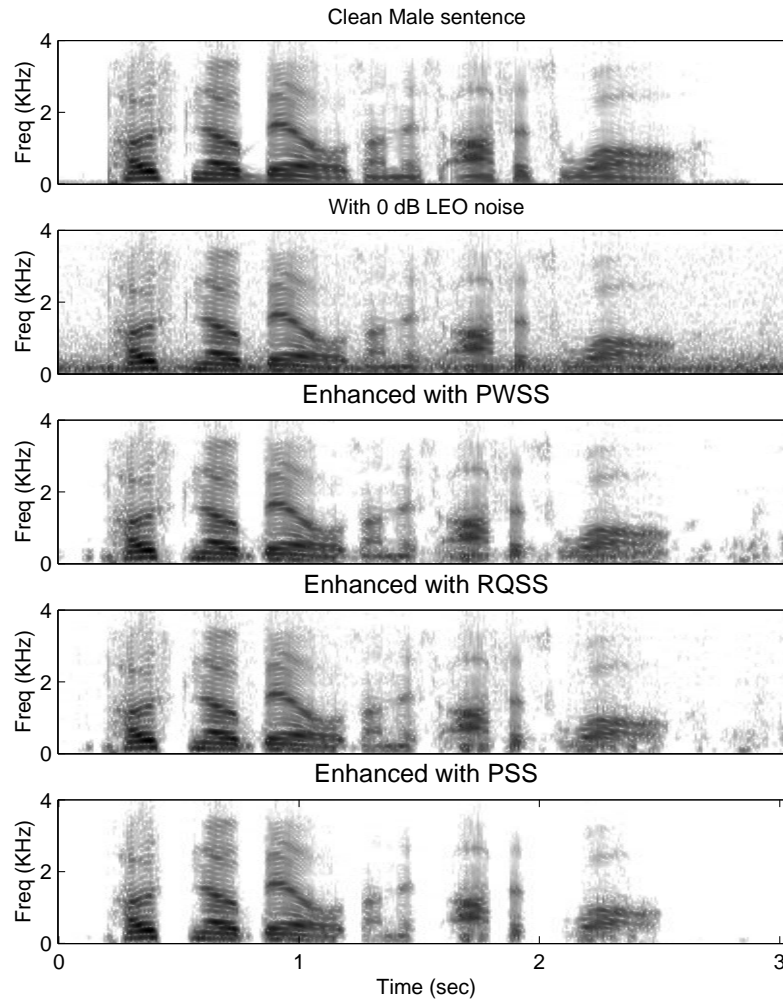 Clean Male sentence
4
2
0
Freq (KHz)
With 0 dB LEO noise
4
2
0
Freq (KHz)
Enhanced with PWSS
4
2
0
Freq (KHz)
Enhanced with RQSS
4
2
0
Freq (KHz)
Enhanced with PSS
4
2
0
Freq (KHz)
0 1 2 3
Time (sec)